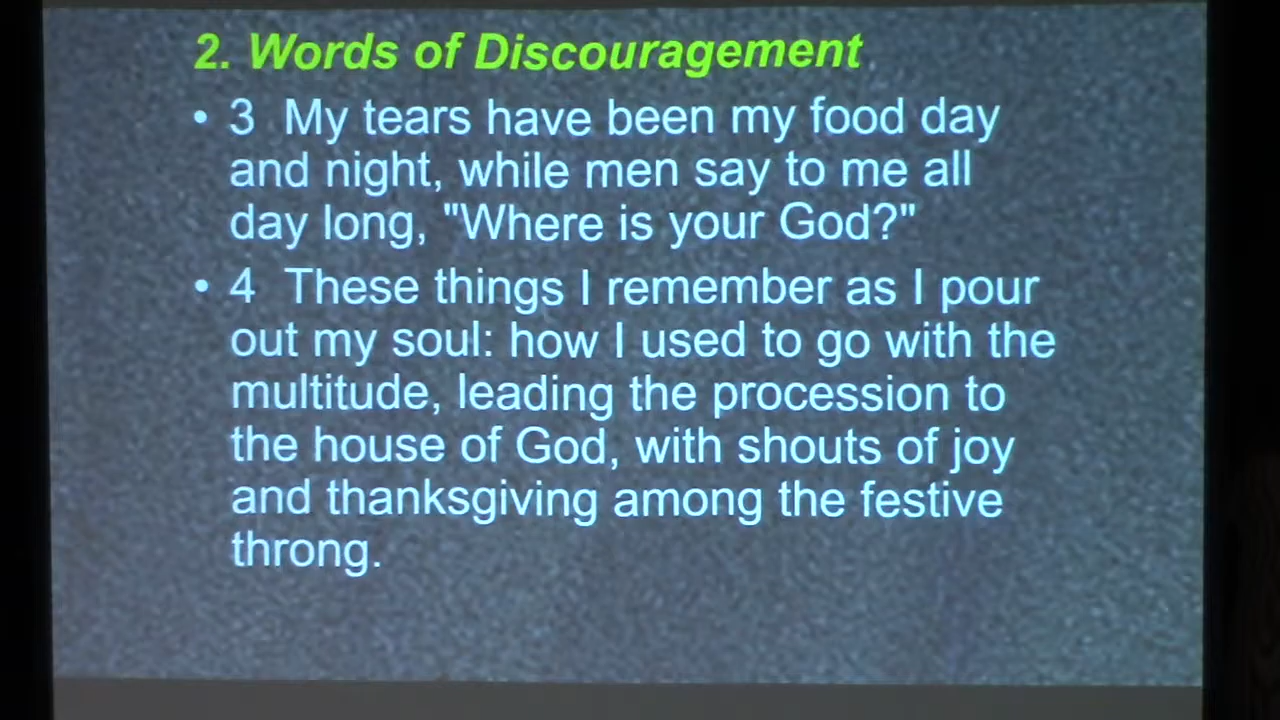 2. Words of Discouragement
• 3 My tears have been my food day
and night, while men say to me all
day long, "Where is your God?"
• 4 These things I remember as I pour
out my soul: how I used to go with the
multitude, leading the procession to
the house of God, with shouts of joy
and thanksgiving among the festive
throng.